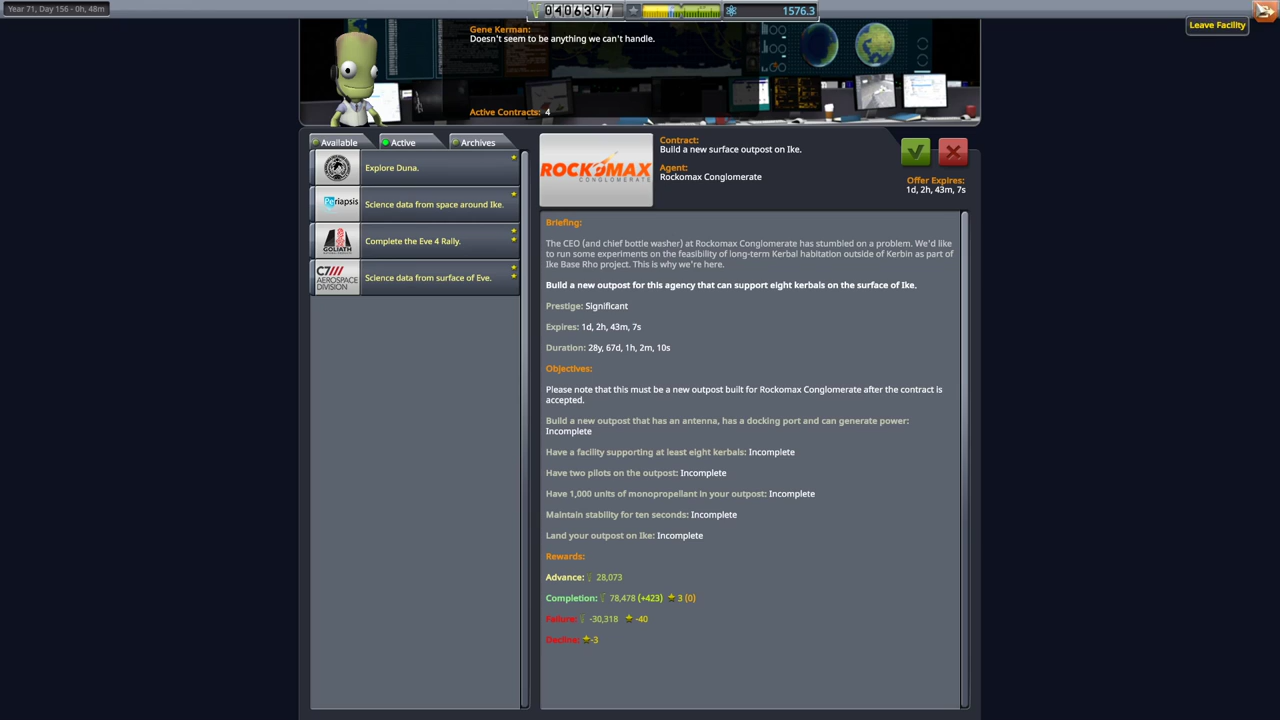 Year 71, Day 156 - 0h, 48m
0406397
1576.3
Leave Facility
Gene Kerman:
Doesn't seem to be anything we can't handle.
Active Contracts: 4
Available
Active
Archives
Explore Duna.
Periapsis
Science data from space around Ike.
GOLIATH
Complete the Eve 4 Rally.
C7///
AEROSPACE
DIVISION
Science data from surface of Eve.
ROCKOMAX
CONGLOMERATE
Contract:
Build a new surface outpost on Ike.
Agent:
Rockomax Conglomerate
Offer Expires:
1d, 2h, 43m, 7s
Briefing:
The CEO (and chief bottle washer) at Rockomax Conglomerate has stumbled on a problem. We'd like
to run some experiments on the feasibility of long-term Kerbal habitation outside of Kerbin as part of
Ike Base Rho project. This is why we're here.
Build a new outpost for this agency that can support eight kerbals on the surface of Ike.
Prestige: Significant
Expires: 1d, 2h, 43m, 7s
Duration: 28y, 67d, 1h, 2m, 10s
Objectives:
Please note that this must be a new outpost built for Rockomax Conglomerate after the contract is
accepted.
Build a new outpost that has an antenna, has a docking port and can generate power:
Incomplete
Have a facility supporting at least eight kerbals: Incomplete
Have two pilots on the outpost: Incomplete
Have 1,000 units of monopropellant in your outpost: Incomplete
Maintain stability for ten seconds: Incomplete
Land your outpost on Ike: Incomplete
Rewards:
Advance: 28,073
Completion: 78,478 (+423) 3 (0)
Failure: -30,318 -40
Decline: -3